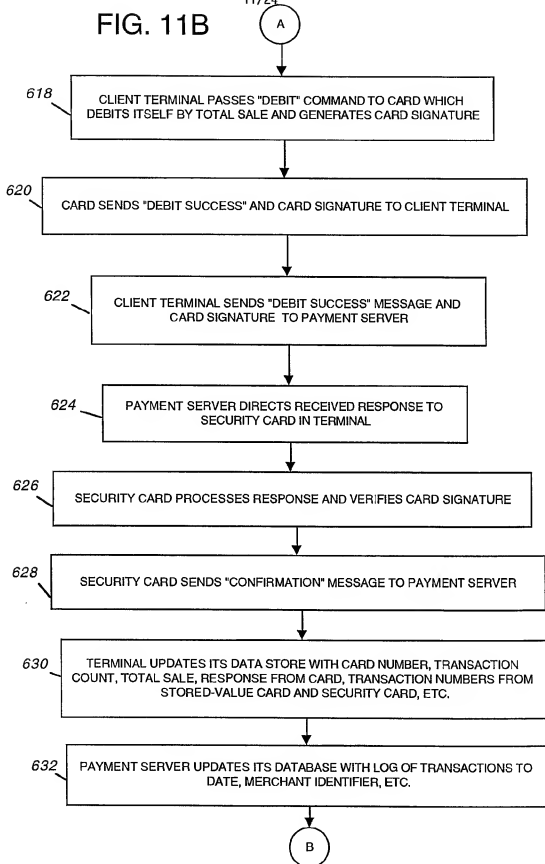 11/24
FIG. 11B
A
618
CLIENT TERMINAL PASSES "DEBIT" COMMAND TO CARD WHICH
DEBITS ITSELF BY TOTAL SALE AND GENERATES CARD SIGNATURE
620
CARD SENDS "DEBIT SUCCESS" AND CARD SIGNATURE TO CLIENT TERMINAL
622
CLIENT TERMINAL SENDS "DEBIT SUCCESS" MESSAGE AND
CARD SIGNATURE TO PAYMENT SERVER
624
PAYMENT SERVER DIRECTS RECEIVED RESPONSE TO
SECURITY CARD IN TERMINAL
626
SECURITY CARD PROCESSES RESPONSE AND VERIFIES CARD SIGNATURE
628
SECURITY CARD SENDS "CONFIRMATION" MESSAGE TO PAYMENT SERVER
630
TERMINAL UPDATES ITS DATA STORE WITH CARD NUMBER, TRANSACTION
COUNT, TOTAL SALE, RESPONSE FROM CARD, TRANSACTION NUMBERS FROM
STORED-VALUE CARD AND SECURITY CARD, ETC.
632
PAYMENT SERVER UPDATES ITS DATABASE WITH LOG OF TRANSACTIONS TO
DATE, MERCHANT IDENTIFIER, ETC.
B